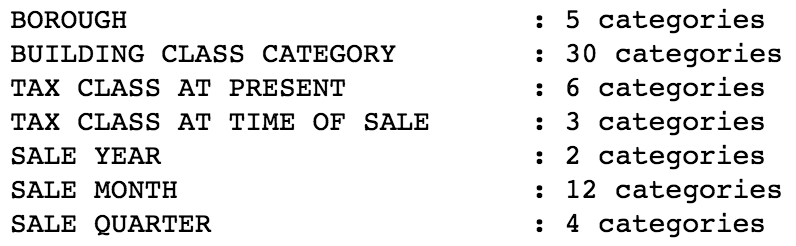 BOROUGH : 5 categories
BUILDING CLASS CATEGORY : 30 categories
TAX CLASS AT PRESENT : 6 categories
TAX CLASS AT TIME OF SALE : 3 categories
SALE YEAR : 2 categories
SALE MONTH : 12 categories
SALE QUARTER : 4 categories